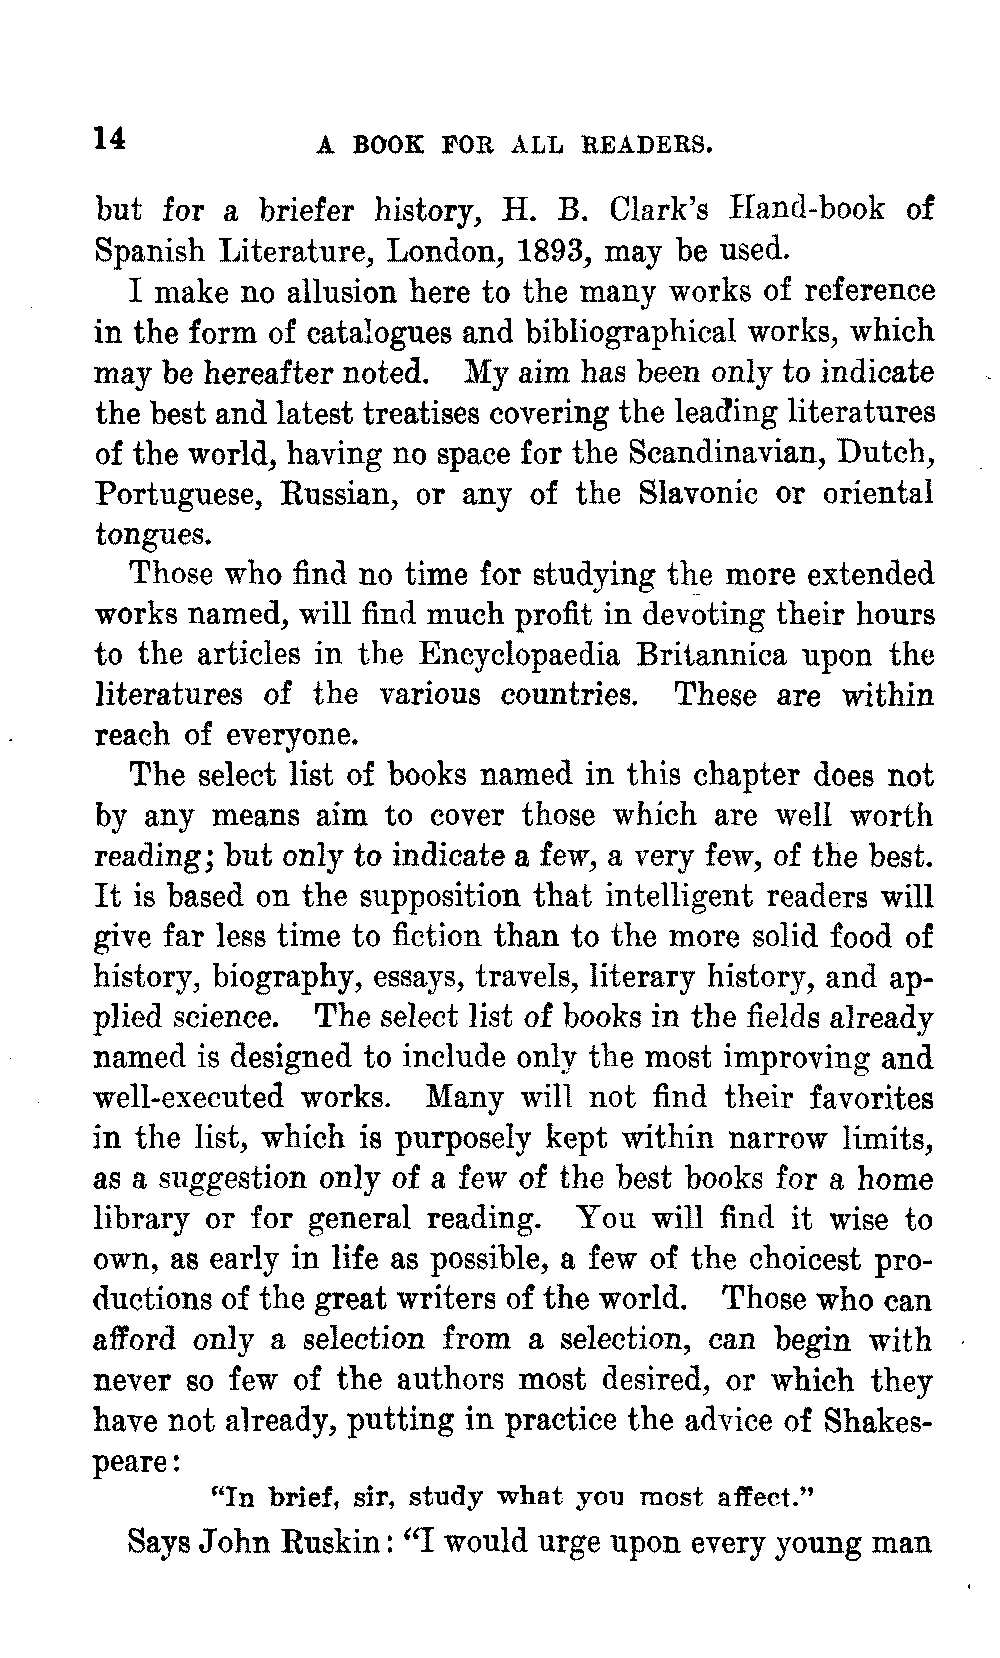 14
A BOOK FOR ALL READERS.
but for a briefer history, H. B. Clark's Hand-book of
Spanish Literature, London, 1893, may be used.
I make no allusion here to the many works of reference
in the form of catalogues and bibliographical works, which
may be hereafter noted. My aim has been only to indicate
the best and latest treatises covering the leading literatures
of the world, having no space for the Scandinavian, Dutch,
Portuguese, Russian, or any of the Slavonic or oriental
tongues.
Those who find no time for studying the more extended
works named, will find much profit in devoting their hours
to the articles in the Encyclopaedia Britannica upon the
literatures of the various countries. These are within
reach of everyone.
The select list of books named in this chapter does not
by any means aim to cover those which are well worth
reading; but only to indicate a few, a very few, of the best.
It is based on the supposition that intelligent readers will
give far less time to fiction than to the more solid food of
history, biography, essays, travels, literary history, and ap-
plied science. The select list of books in the fields already
named is designed to include only the most improving and
well-executed works. Many will not find their favorites
in the list, which is purposely kept within narrow limits,
as a suggestion only of a few of the best books for a home
library or for general reading. You will find it wise to
own, as early in life as possible, a few of the choicest pro-
ductions of the great writers of the world. Those who can
afford only a selection from a selection, can begin with
never so few of the authors most desired, or which they
have not already, putting in practice the advice of Shakes-
peare:
"In brief, sir, study what you most affect."
Says John Ruskin: "I would urge upon every young man